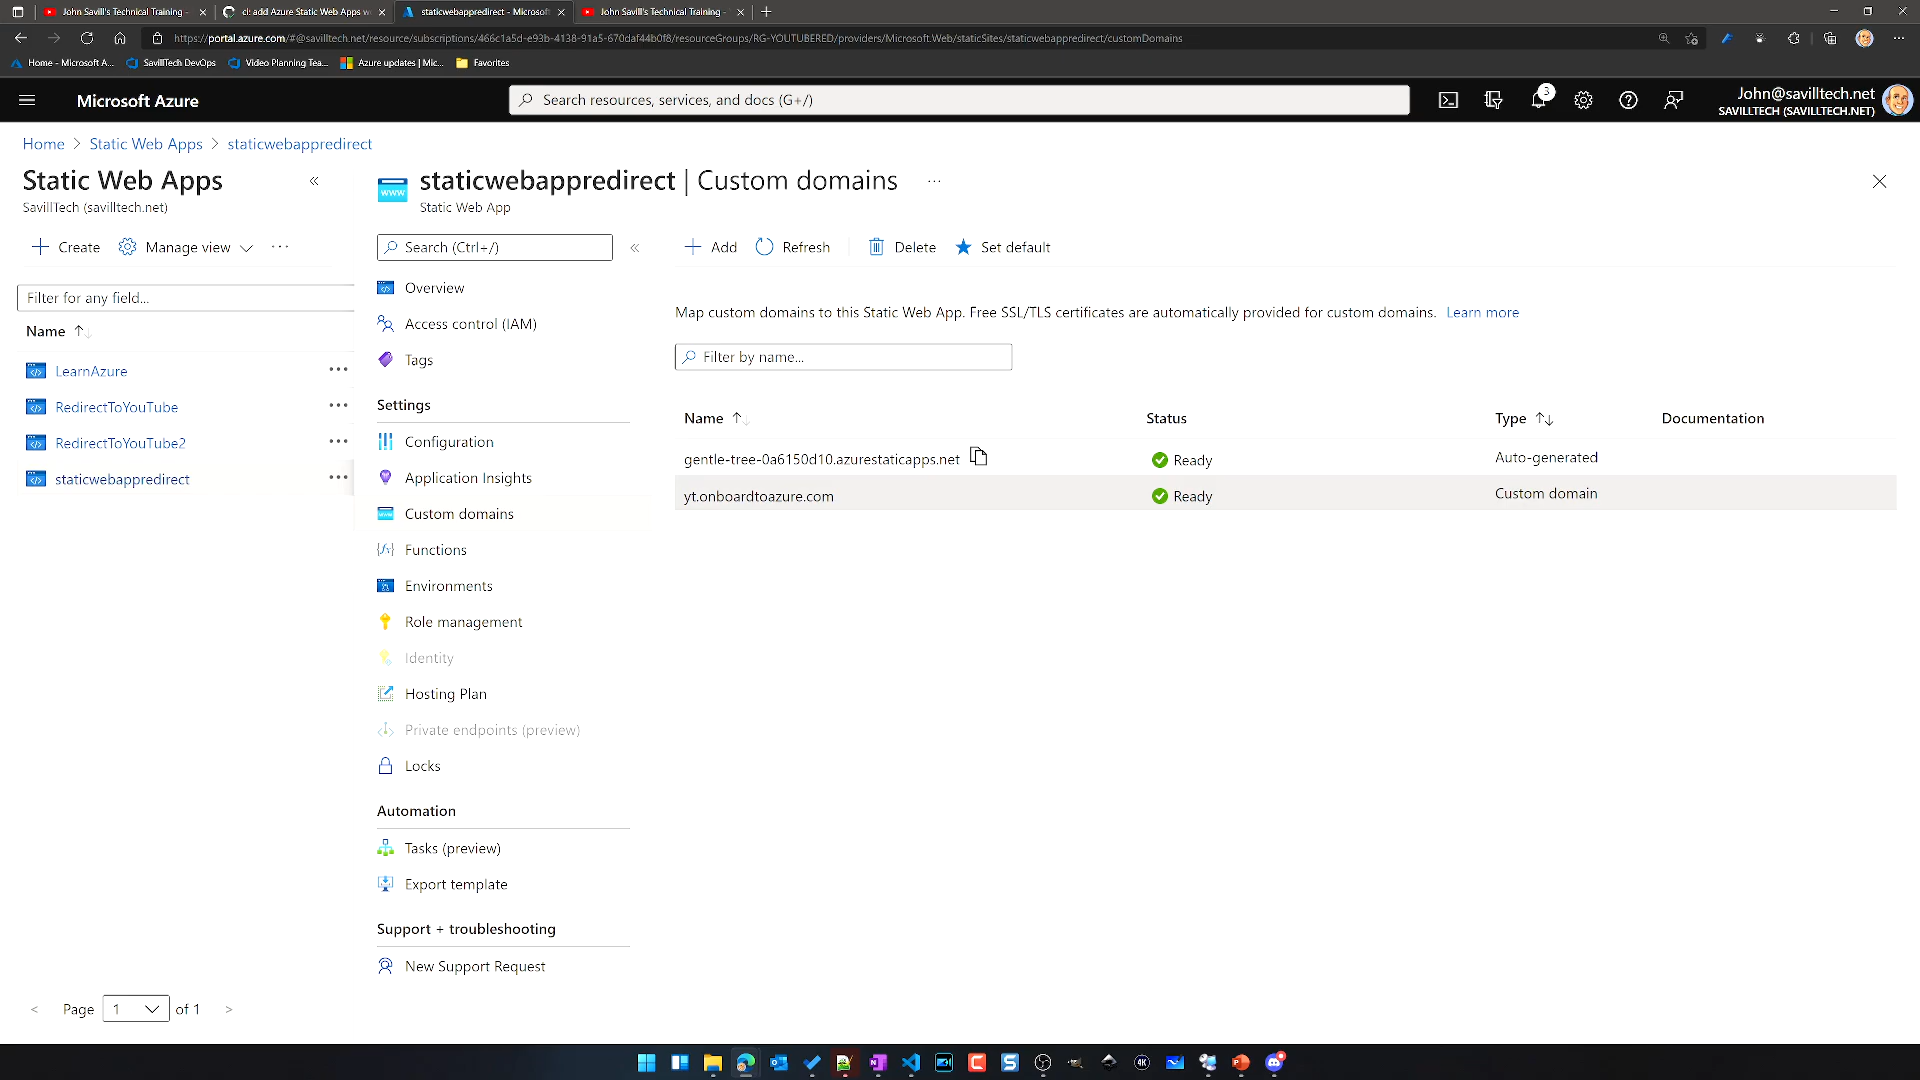 John Savill's Technical Training -
cl: add Azure Static Web Apps w
staticwebappredirect - Microsoft
John Savill's Technical Training -
https://portal.azure.com/#@savilltech.net/resource/subscriptions/466c1a5d-e93b-4138-91a5-670daf44b0f8/resourceGroups/RG-YOUTUBERED/providers/Microsoft.Web/staticSites/staticwebappredirect/customDomains
Home - Microsoft A...
SavillTech DevOps
Video Planning Tea...
Azure updates | Mic...
Favorites
Microsoft Azure
Search resources, services, and docs (G+/)
3
John@savilltech.net
SAVILLTECH (SAVILLTECH.NET)
Home > Static Web Apps > staticwebappredirect
Static Web Apps
SavillTech (savilltech.net)
Create
Manage view
Filter for any field...
Name
LearnAzure
RedirectToYouTube
RedirectToYouTube2
staticwebappredirect
Page 1 of 1
www
staticwebappredirect | Custom domains
Static Web App
Search (Ctrl+/)
Overview
Access control (IAM)
Tags
Settings
Configuration
Application Insights
Custom domains
Functions
Environments
Role management
Identity
Hosting Plan
Private endpoints (preview)
Locks
Automation
Tasks (preview)
Export template
Support + troubleshooting
New Support Request
Add
Refresh
Delete
Set default
Map custom domains to this Static Web App. Free SSL/TLS certificates are automatically provided for custom domains. Learn more
Filter by name...
Name Status Type Documentation
gentle-tree-0a6150d10.azurestaticapps.net Ready Auto-generated
yt.onboardtoazure.com Ready Custom domain